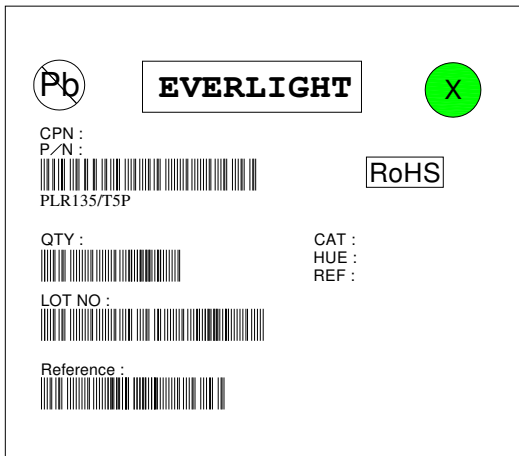 Pb
EVERLIGHT
X
CPN :
P/N :
RoHS
PLR135/T5P
QTY :
CAT :
HUE :
REF :
LOT NO :
Reference :